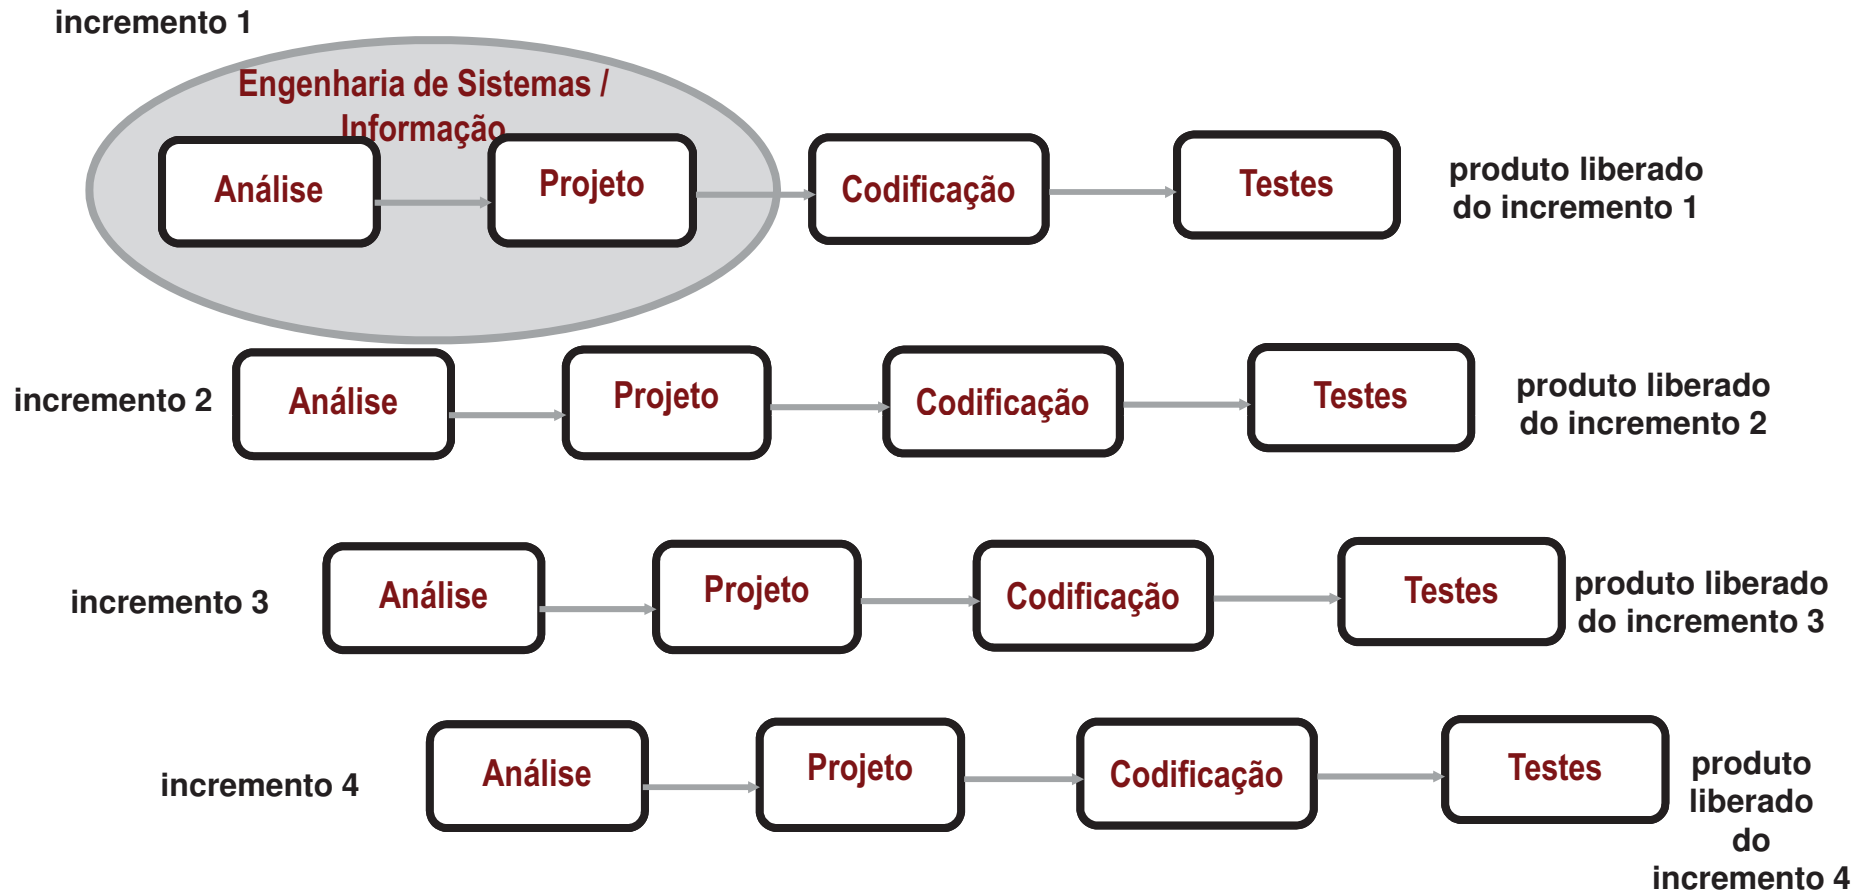 incremento 1
Engenharia de Sistemas /
Informação
Análise
Projeto
Codificação
Testes
produto liberado
do incremento 1
incremento 2
Análise
Projeto
Codificação
Testes
produto liberado
do incremento 2
incremento 3
Análise
Projeto
Codificação
Testes
produto liberado
do incremento 3
incremento 4
Análise
Projeto
Codificação
Testes
produto
liberado
do
incremento 4